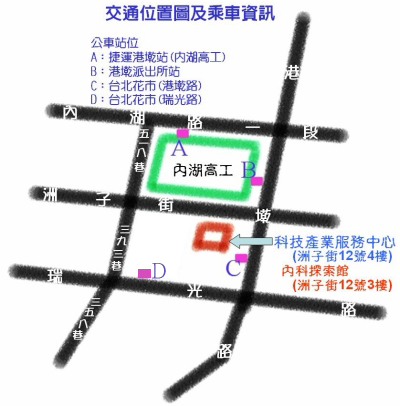 交通位置圖及乘車資訊
公車站位
A：捷運港墘站(內湖高工)
B：港墘派出所站
C：台北花市(港墘路)
D：台北花市(瑞光路)
內湖路一段
港墘路
五一八巷
A
內湖高工
B
洲子街
三九三巷
科技產業服務中心
(洲子街12號4樓)
內科探索館
(洲子街12號3樓)
C
D
瑞光路
三五八巷